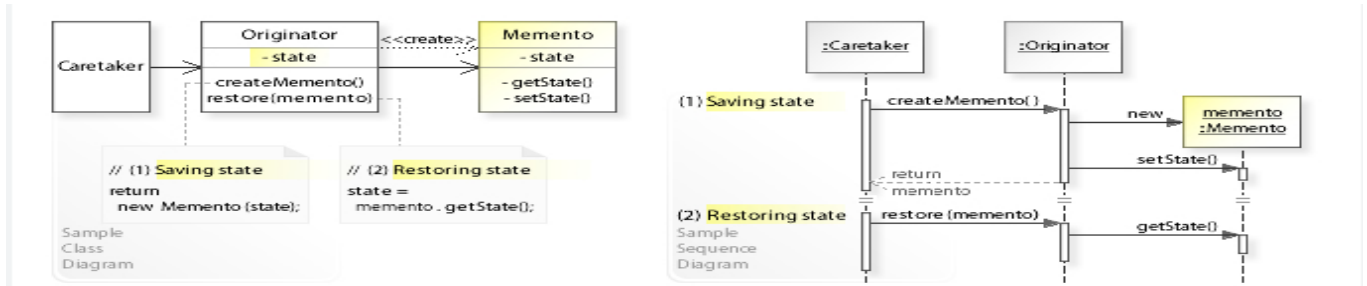 Caretaker
Originator
- state
createMemento()
restore(memento)
<<create>>
Memento
- state
- getState()
- setState()
// (1) Saving state
return
new Memento (state);
// (2) Restoring state
state =
memento . getState();
Sample
Class
Diagram
:Caretaker
:Originator
(1) Saving state
createMemento( )
new
memento
:Memento
setState()
return
memento
(2) Restoring state
restore (memento)
getState()
Sample
Sequence
Diagram